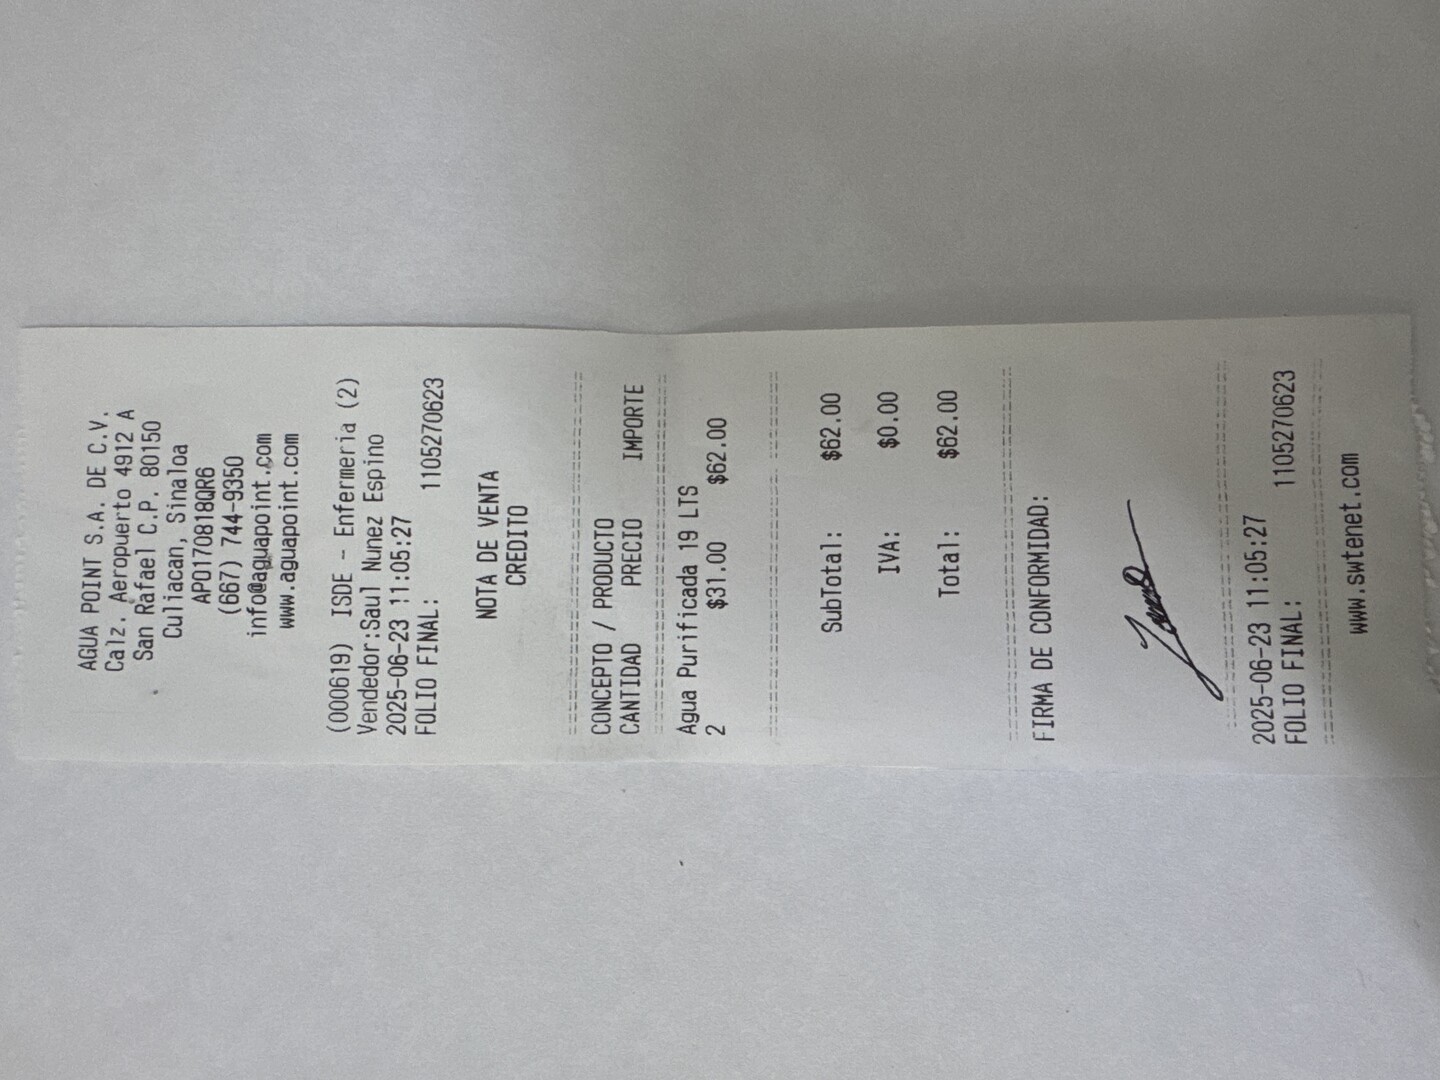 AGUA POINT S.A. DE C.V.
Calz. Aeropuerto 4912 A
San Rafael C.P. 80150
Culiacan, Sinaloa
APO170818QR6
(667) 744-9350
info@aguapoint.com
www.aguapoint.com
(000619) ISDE - Enfermeria (2)
Vendedor:Saul Nunez Espino
2025-06-23 11:05:27
FOLIO FINAL: 1105270623
NOTA DE VENTA
CREDITO
CONCEPTO / PRODUCTO
CANTIDAD PRECIO IMPORTE
Agua Purificada 19 LTS
2 $31.00 $62.00
SubTotal: $62.00
IVA: $0.00
Total: $62.00
FIRMA DE CONFORMIDAD:
2025-06-23 11:05:27
FOLIO FINAL: 1105270623
www.swtenet.com